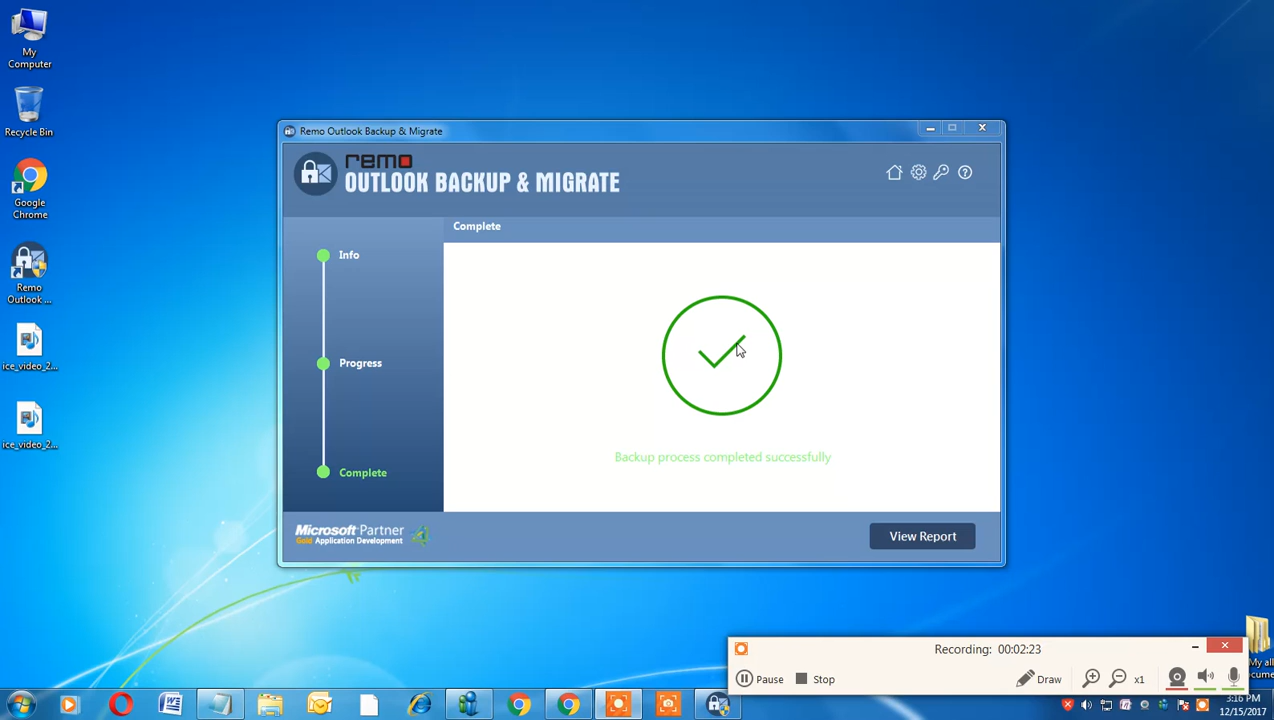 My
Computer
Recycle Bin
Google
Chrome
Remo
Outlook ...
ice_video_2...
ice_video_2...
Remo Outlook Backup & Migrate
remo
OUTLOOK BACKUP & MIGRATE
Complete
Info
Progress
Complete
Backup process completed successfully
Microsoft Partner
Gold Application Development
View Report
Recording: 00:02:23
Pause
Stop
Draw
x1
My all
3:16 PM
12/15/2017